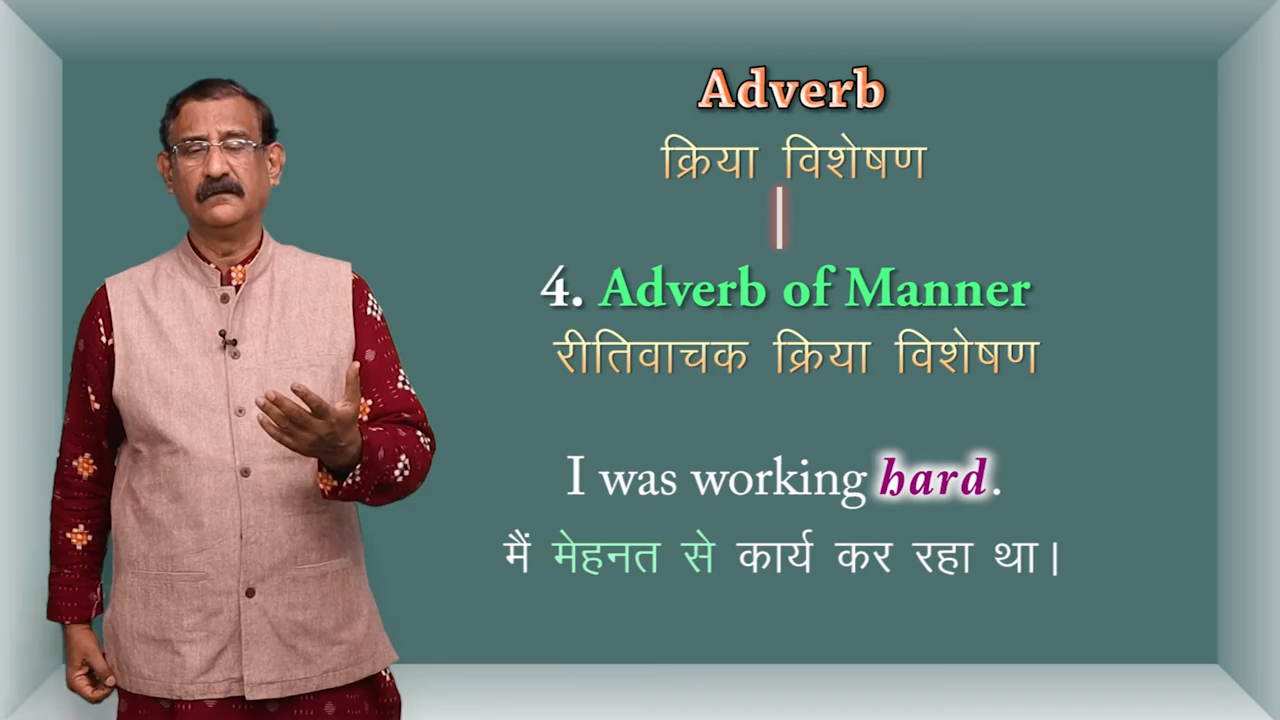 Adverb
क्रिया विशेषण
4. Adverb of Manner
रीतिवाचक क्रिया विशेषण
I was working hard.
मैं मेहनत से कार्य कर रहा था।